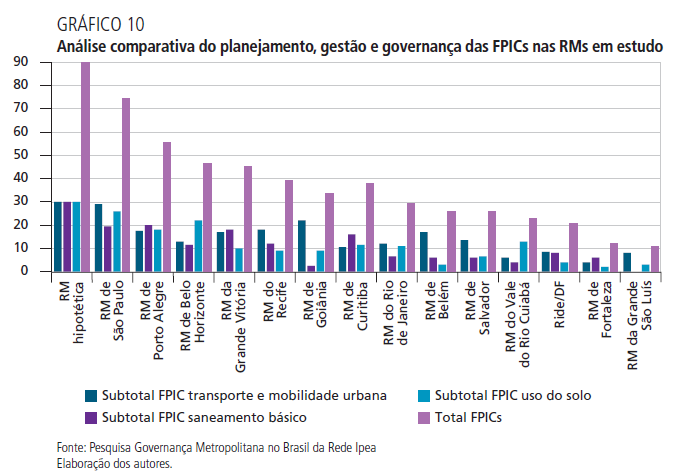 GRÁFICO 10
Análise comparativa do planejamento, gestão e governança das FPICs nas RMs em estudo
90
80
70
60
50
40
30
20
10
0
RM
hipotética
RM de
São Paulo
RM de
Porto Alegre
RM de Belo
Horizonte
RM da
Grande Vitória
RM do
Recife
RM de
Goiânia
RM de
Curitiba
RM do Rio
de Janeiro
RM de
Belém
RM de
Salvador
RM do Vale
do Rio Cuiabá
Ride/DF
RM de
Fortaleza
RM da Grande
São Luís
Subtotal FPIC transporte e mobilidade urbana
Subtotal FPIC uso do solo
Subtotal FPIC saneamento básico
Total FPICs
Fonte: Pesquisa Governança Metropolitana no Brasil da Rede Ipea
Elaboração dos autores.